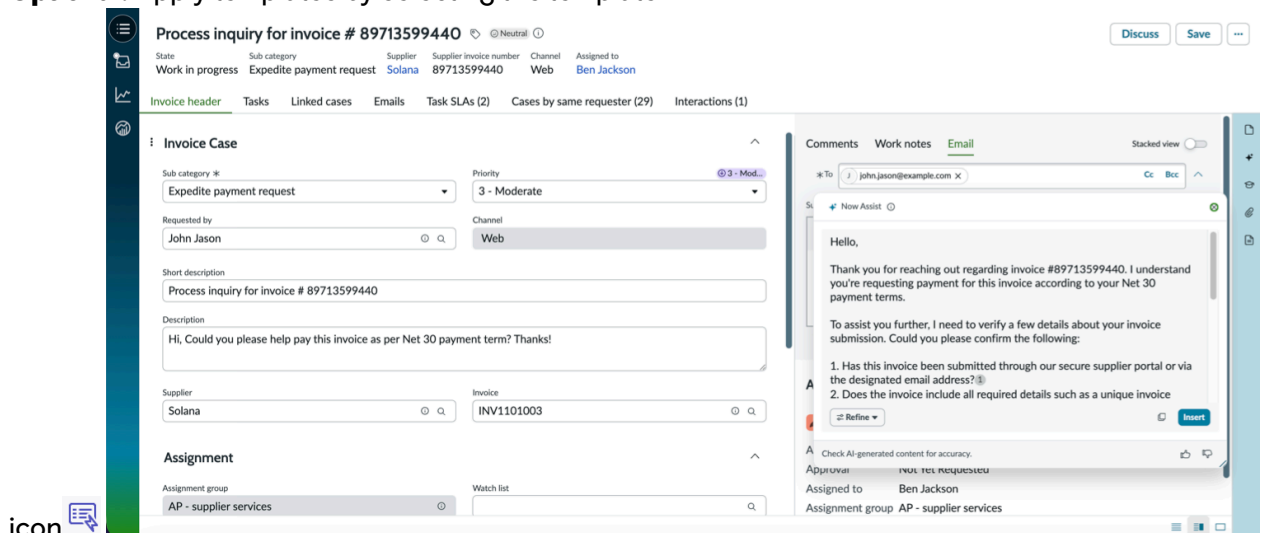 Process inquiry for invoice # 89713599440 Neutral
Discuss Save
State Sub category Supplier Supplier invoice number Channel Assigned to
Work in progress Expedite payment request Solana 89713599440 Web Ben Jackson
Invoice header Tasks Linked cases Emails Task SLAs (2) Cases by same requester (29) Interactions (1)
Invoice Case
Sub category *
Expedite payment request
Priority 3 - Mod...
3 - Moderate
Requested by
John Jason
Channel
Web
Short description
Process inquiry for invoice # 89713599440
Description
Hi, Could you please help pay this invoice as per Net 30 payment term? Thanks!
Supplier
Solana
Invoice
INV1101003
Assignment
Assignment group
AP - supplier services
Watch list
Comments Work notes Email Stacked view
* To J john.jason@example.com × Cc Bcc
Now Assist
Hello,
Thank you for reaching out regarding invoice #89713599440. I understand
you're requesting payment for this invoice according to your Net 30
payment terms.
To assist you further, I need to verify a few details about your invoice
submission. Could you please confirm the following:
1. Has this invoice been submitted through our secure supplier portal or via
the designated email address? 1
2. Does the invoice include all required details such as a unique invoice
Refine Insert
Check AI-generated content for accuracy.
Approval Not Yet Requested
Assigned to Ben Jackson
Assignment group AP - supplier services
icon